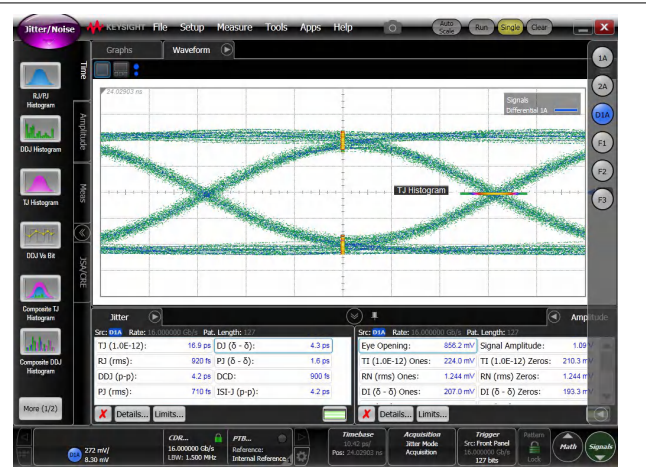 Jitter/Noise
KEYSIGHT File Setup Measure Tools Apps Help
Auto Scale
Run
Single
Clear
Graphs
Waveform
Time
Amplitude
Meas
JSA/CRE
RJ/PJ Histogram
DDJ Histogram
TJ Histogram
DDJ Vs Bit
Composite TJ Histogram
Composite DDJ Histogram
More (1/2)
24.02903 ns
Signals
Differential 1A
TJ Histogram
1A
2A
D1A
F1
F2
F3
Jitter
Src: D1A Rate: 16.000000 Gb/s Pat. Length: 127
TJ (1.0E-12): 16.9 ps DJ (δ - δ): 4.3 ps
RJ (rms): 920 fs PJ (δ - δ): 1.6 ps
DDJ (p-p): 4.2 ps DCD: 900 fs
PJ (rms): 710 fs ISI-J (p-p): 4.2 ps
Details... Limits...
Amplitude
Src: D1A Rate: 16.000000 Gb/s Pat. Length: 127
Eye Opening: 856.2 mV Signal Amplitude: 1.09 V
TI (1.0E-12) Ones: 224.0 mV TI (1.0E-12) Zeros: 210.3 m
RN (rms) Ones: 1.244 mV RN (rms) Zeros: 1.244 m
DI (δ - δ) Ones: 207.0 mV DI (δ - δ) Zeros: 193.3 m
Details... Limits...
D1A 272 mV/
8.30 mV
CDR...
16.000000 Gb/s
LBW: 1.500 MHz
PTB...
Reference:
Internal Reference
Timebase
10.42 ps/
Pos: 24.02903 ns
Acquisition
Jitter Mode
Acquisition
Trigger
Src: Front Panel
16.000000 Gb/s
127 bits
Pattern
Lock
Math
Signals